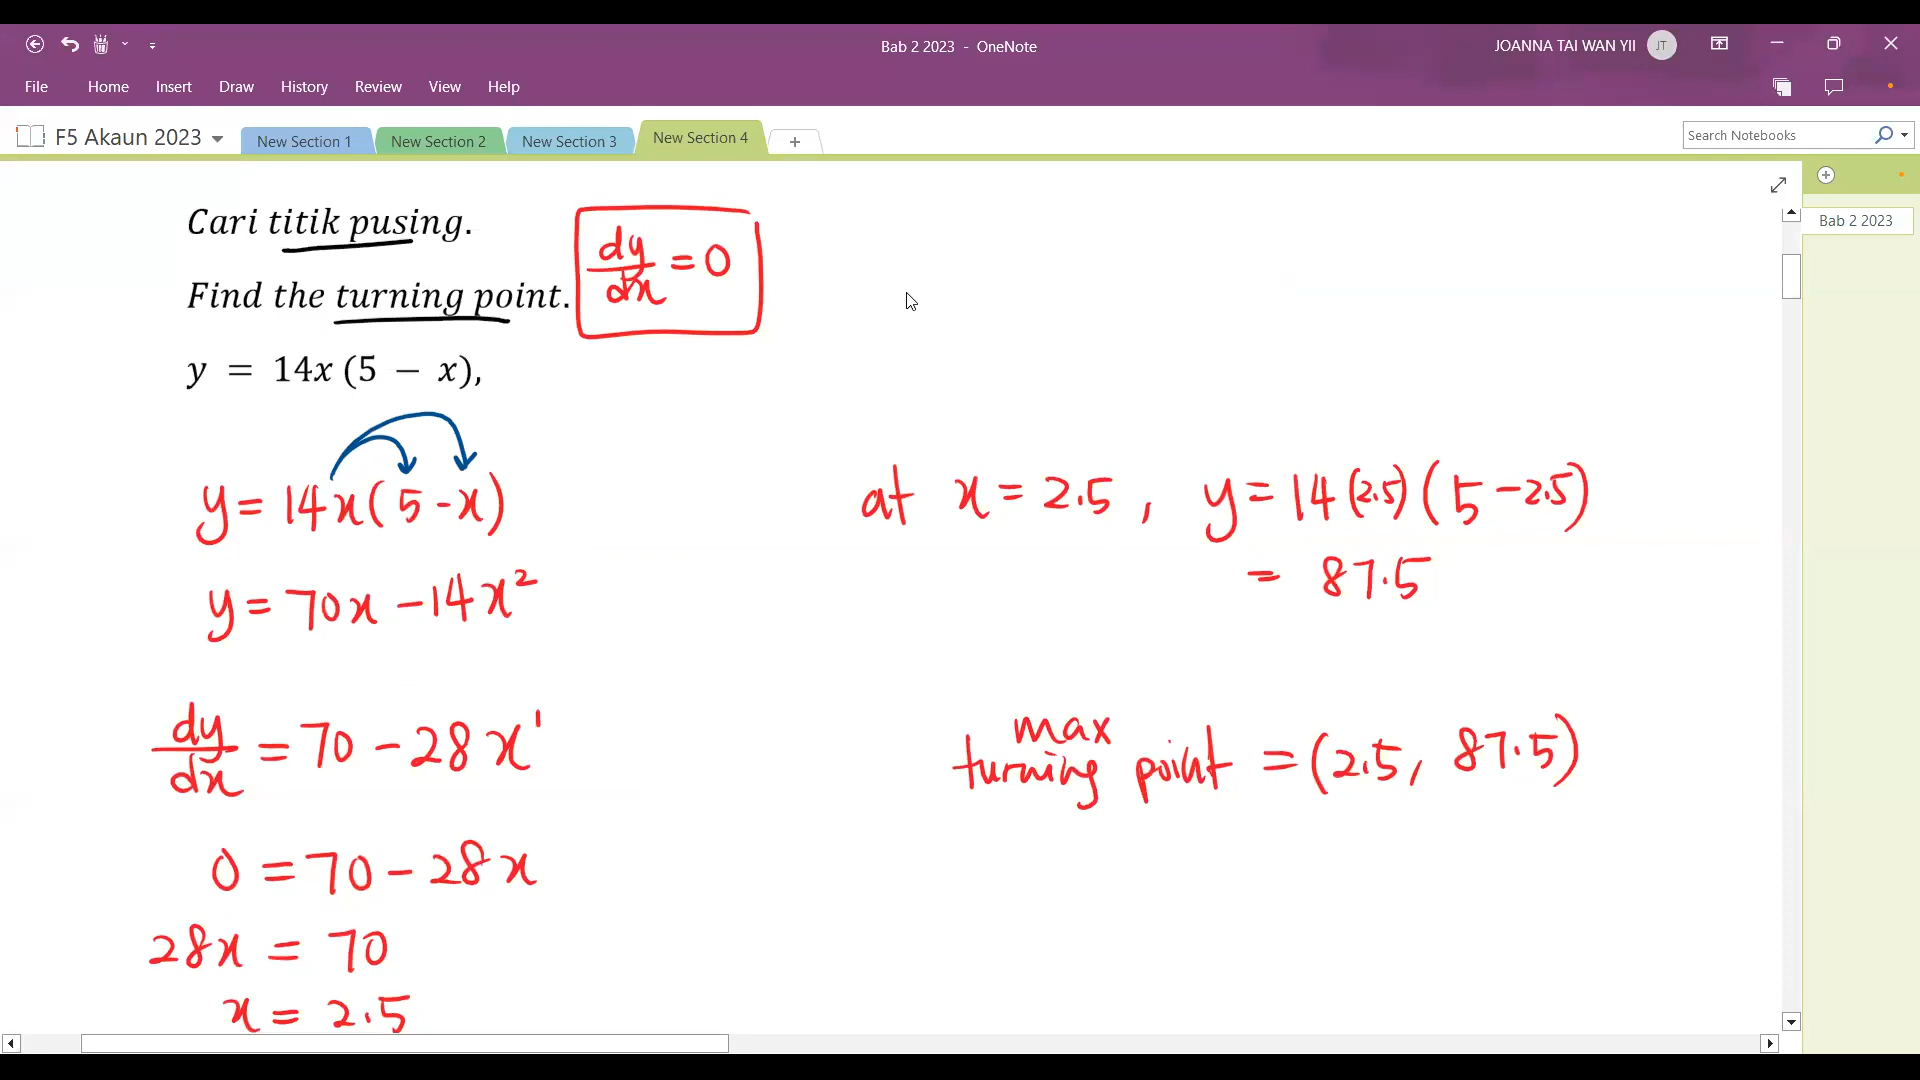 Bab 2 2023 - OneNote
JOANNA TAI WAN YII
JT
File Home Insert Draw History Review View Help
F5 Akaun 2023
New Section 1
New Section 2
New Section 3
New Section 4
Search Notebooks
Bab 2 2023
Cari titik pusing.
Find the turning point.
dy/dx = 0
y = 14x (5 − x),
y = 14x(5 - x)
y = 70x - 14x²
dy/dx = 70 - 28x¹
0 = 70 - 28x
28x = 70
x = 2.5
at x = 2.5, y = 14(2.5)(5 - 2.5)
= 87.5
max
turning point = (2.5, 87.5)